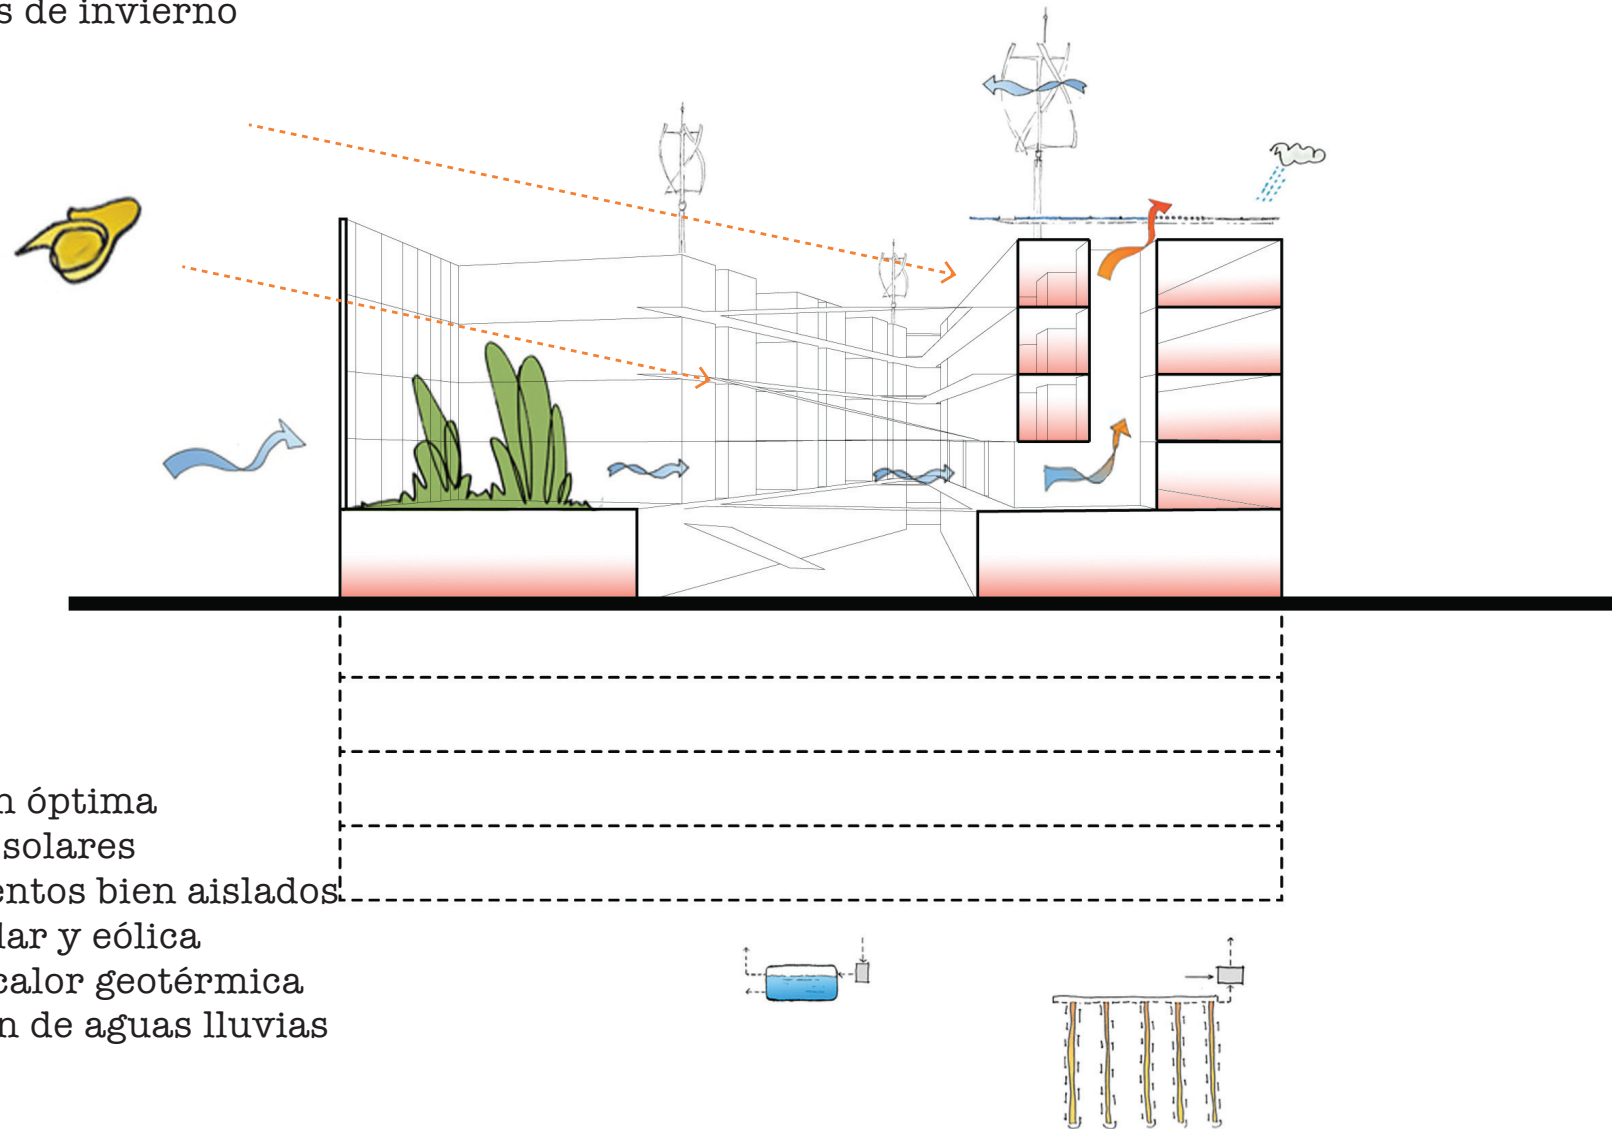 s de invierno
n óptima
solares
entos bien aislados
lar y eólica
calor geotérmica
n de aguas lluvias